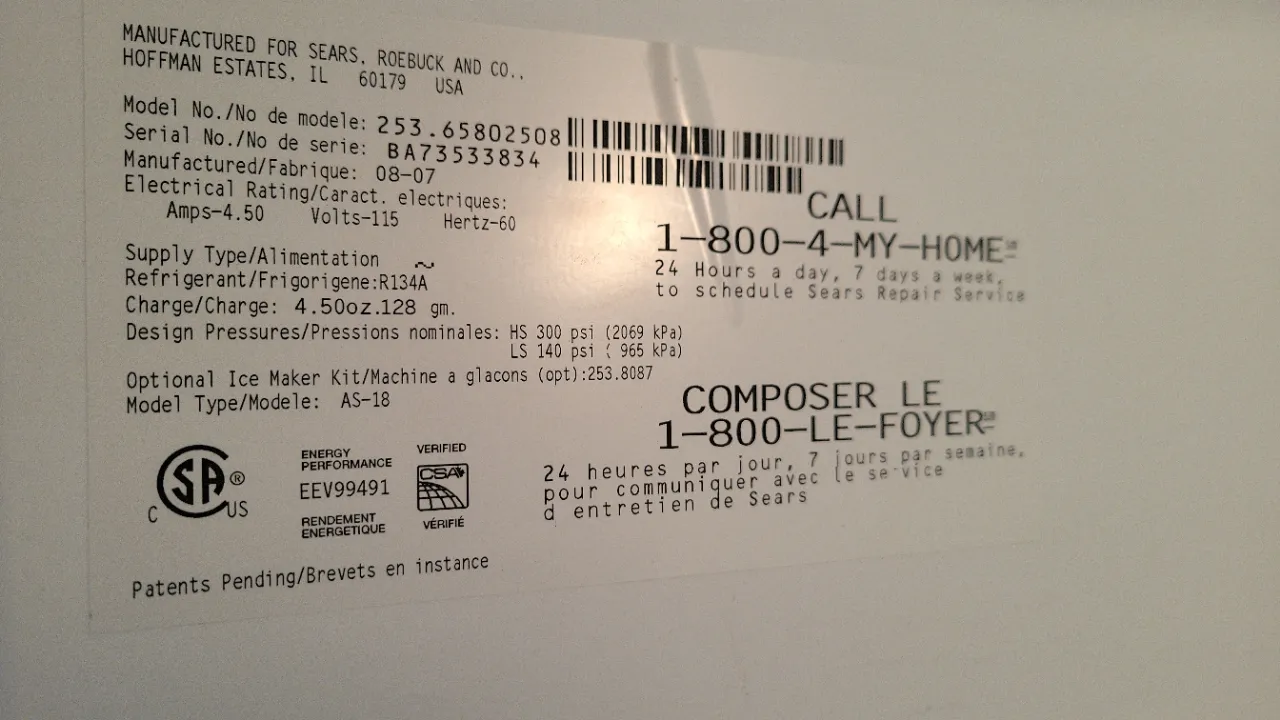 MANUFACTURED FOR SEARS, ROEBUCK AND CO.,
HOFFMAN ESTATES, IL 60179 USA
Model No./No de modele: 253.65802508
Serial No./No de serie: BA73533834
Manufactured/Fabrique: 08-07
Electrical Rating/Caract. electriques:
Amps-4.50 Volts-115 Hertz-60
CALL
1-800-4-MY-HOME
24 Hours a day, 7 days a week,
to schedule Sears Repair Service
Supply Type/Alimentation ~
Refrigerant/Frigorigene:R134A
Charge/Charge: 4.50oz.128 gm.
Design Pressures/Pressions nominales: HS 300 psi (2069 kPa)
LS 140 psi ( 965 kPa)
Optional Ice Maker Kit/Machine a glacons (opt):253.8087
Model Type/Modele: AS-18
COMPOSER LE
1-800-LE-FOYER
24 heures par jour, 7 jours par semaine,
pour communiquer avec le service
d entretien de Sears
C SA ® US
ENERGY
PERFORMANCE
EEV99491
RENDEMENT
ENERGETIQUE
VERIFIED
CSA
VÉRIFIÉ
Patents Pending/Brevets en instance